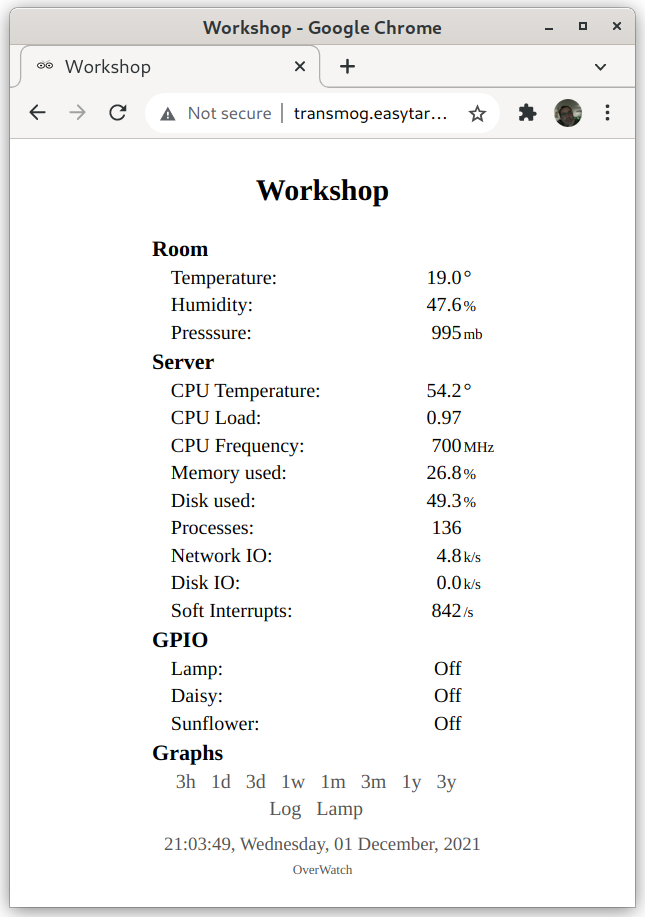 Workshop - Google Chrome
Workshop
Not secure | transmog.easytar...
Workshop
Room
Temperature: 19.0°
Humidity: 47.6%
Presssure: 995mb
Server
CPU Temperature: 54.2°
CPU Load: 0.97
CPU Frequency: 700MHz
Memory used: 26.8%
Disk used: 49.3%
Processes: 136
Network IO: 4.8k/s
Disk IO: 0.0k/s
Soft Interrupts: 842/s
GPIO
Lamp: Off
Daisy: Off
Sunflower: Off
Graphs
3h 1d 3d 1w 1m 3m 1y 3y
Log Lamp
21:03:49, Wednesday, 01 December, 2021
OverWatch